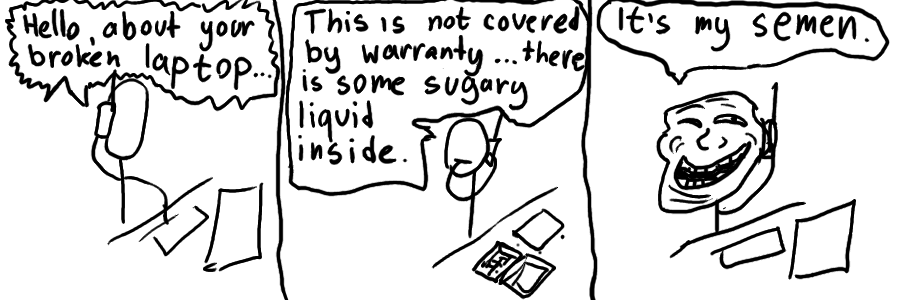 Hello, about your
broken laptop...
This is not covered
by warranty...there
is some sugary
liquid
inside.
It's my semen.